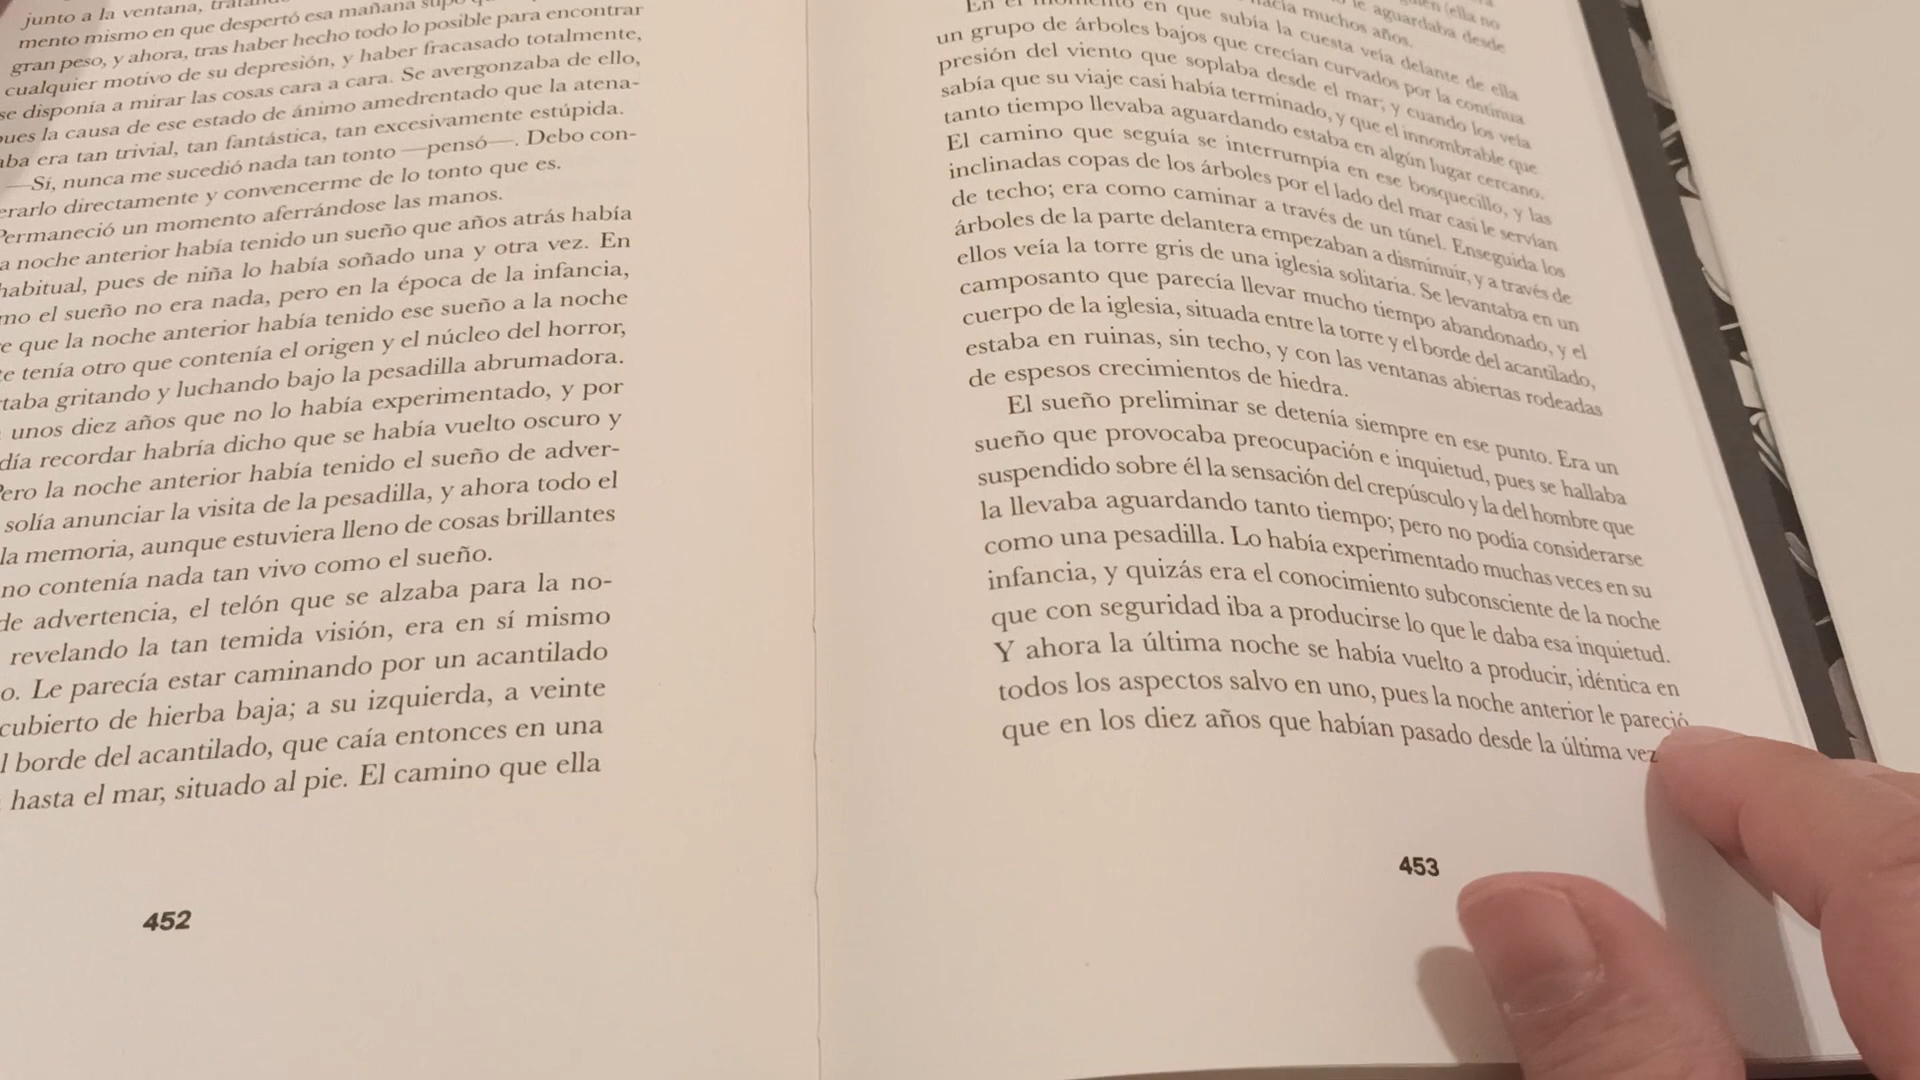 junto a la ventana,
mento mismo en que despertó esa mañana supo
gran peso, y ahora, tras haber hecho todo lo posible para encontrar
cualquier motivo de su depresión, y haber fracasado totalmente,
se disponía a mirar las cosas cara a cara. Se avergonzaba de ello,
pues la causa de ese estado de ánimo amedrentado que la atena-
aba era tan trivial, tan fantástica, tan excesivamente estúpida.
—Sí, nunca me sucedió nada tan tonto —pensó—. Debo con-
erarlo directamente y convencerme de lo tonto que es.
Permaneció un momento aferrándose las manos.
a noche anterior había tenido un sueño que años atrás había
habitual, pues de niña lo había soñado una y otra vez. En
mo el sueño no era nada, pero en la época de la infancia,
e que la noche anterior había tenido ese sueño a la noche
te tenía otro que contenía el origen y el núcleo del horror,
taba gritando y luchando bajo la pesadilla abrumadora.
unos diez años que no lo había experimentado, y por
día recordar habría dicho que se había vuelto oscuro y
Pero la noche anterior había tenido el sueño de adver-
solía anunciar la visita de la pesadilla, y ahora todo el
la memoria, aunque estuviera lleno de cosas brillantes
no contenía nada tan vivo como el sueño.
de advertencia, el telón que se alzaba para la no-
revelando la tan temida visión, era en sí mismo
o. Le parecía estar caminando por un acantilado
cubierto de hierba baja; a su izquierda, a veinte
l borde del acantilado, que caía entonces en una
hasta el mar, situado al pie. El camino que ella
452
(ella no
le aguardaba desde
hacía muchos años.
En el momento en que subía la cuesta veía delante de ella
un grupo de árboles bajos que crecían curvados por la continua
presión del viento que soplaba desde el mar; y cuando los veía
sabía que su viaje casi había terminado, y que el innombrable que
tanto tiempo llevaba aguardando estaba en algún lugar cercano.
El camino que seguía se interrumpía en ese bosquecillo, y las
inclinadas copas de los árboles por el lado del mar casi le servían
de techo; era como caminar a través de un túnel. Enseguida los
árboles de la parte delantera empezaban a disminuir, y a través de
ellos veía la torre gris de una iglesia solitaria. Se levantaba en un
camposanto que parecía llevar mucho tiempo abandonado, y el
cuerpo de la iglesia, situada entre la torre y el borde del acantilado,
estaba en ruinas, sin techo, y con las ventanas abiertas rodeadas
de espesos crecimientos de hiedra.
El sueño preliminar se detenía siempre en ese punto. Era un
sueño que provocaba preocupación e inquietud, pues se hallaba
suspendido sobre él la sensación del crepúsculo y la del hombre que
la llevaba aguardando tanto tiempo; pero no podía considerarse
como una pesadilla. Lo había experimentado muchas veces en su
infancia, y quizás era el conocimiento subconsciente de la noche
que con seguridad iba a producirse lo que le daba esa inquietud.
Y ahora la última noche se había vuelto a producir, idéntica en
todos los aspectos salvo en uno, pues la noche anterior le pareció
que en los diez años que habían pasado desde la última vez
453